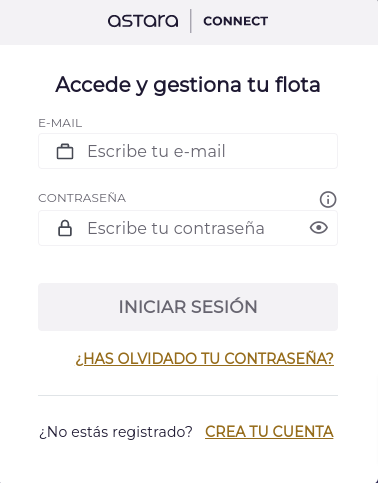 astara | CONNECT
Accede y gestiona tu flota
E-MAIL
Escribe tu e-mail
CONTRASEÑA
Escribe tu contraseña
INICIAR SESIÓN
¿HAS OLVIDADO TU CONTRASEÑA?
¿No estás registrado? CREA TU CUENTA